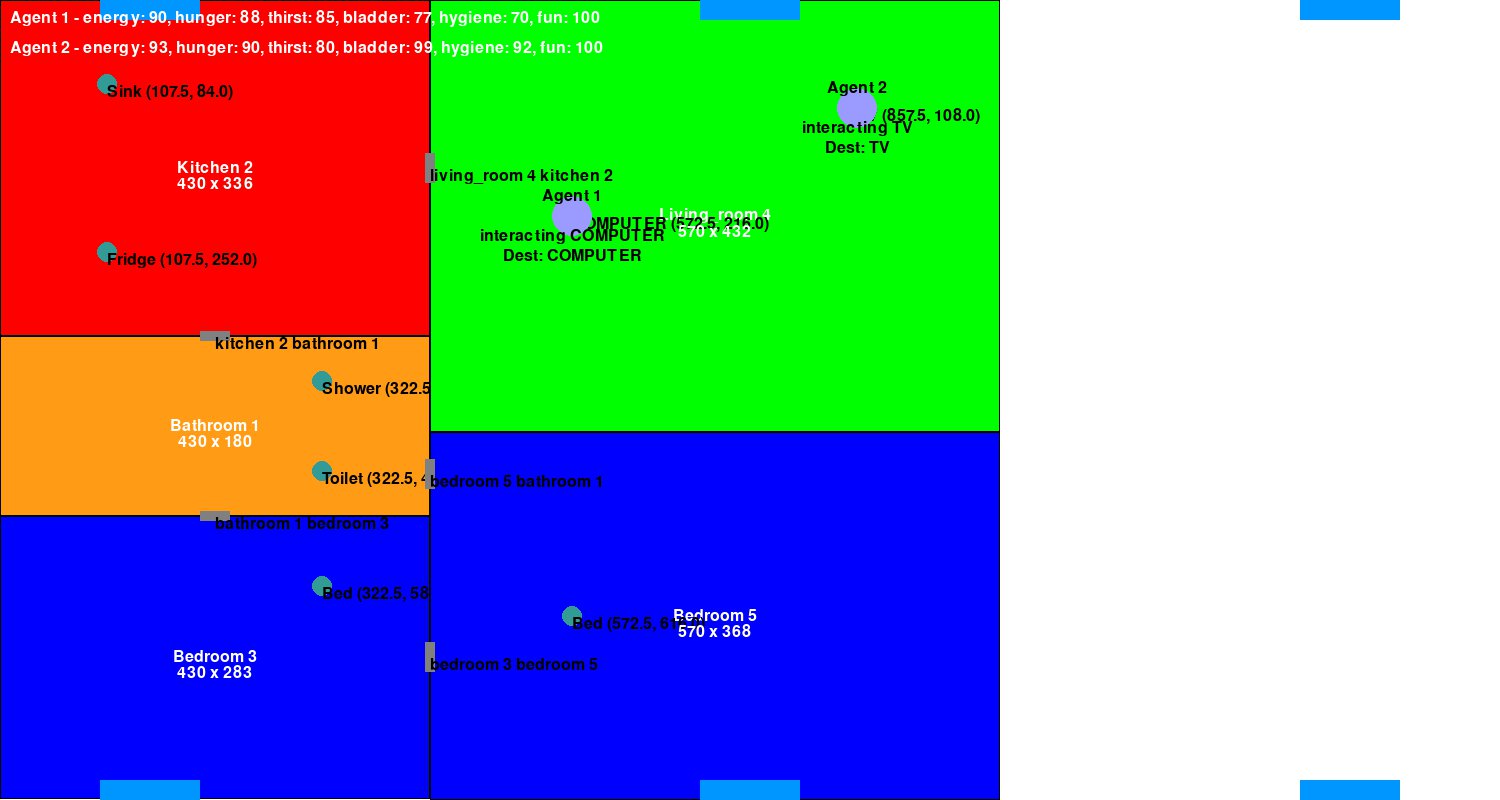 Agent 1 - energy: 90, hunger: 88, thirst: 85, bladder: 77, hygiene: 70, fun: 100
Agent 2 - energy: 93, hunger: 90, thirst: 80, bladder: 99, hygiene: 92, fun: 100
Sink (107.5, 84.0)
Agent 2
(857.5, 108.0)
interacting TV
Dest: TV
Kitchen 2
430 x 336
living_room 4 kitchen 2
Agent 1
Living_room 4
OMPUTER (572.5, 216.0)
570 x 432
interacting COMPUTER
Dest: COMPUTER
Fridge (107.5, 252.0)
kitchen 2 bathroom 1
Shower (322.5
Bathroom 1
430 x 180
Toilet (322.5, 4
bedroom 5 bathroom 1
bathroom 1 bedroom 3
Bed (322.5, 58
Bed (572.5, 61
Bedroom 5
570 x 368
Bedroom 3
430 x 283
bedroom 3 bedroom 5